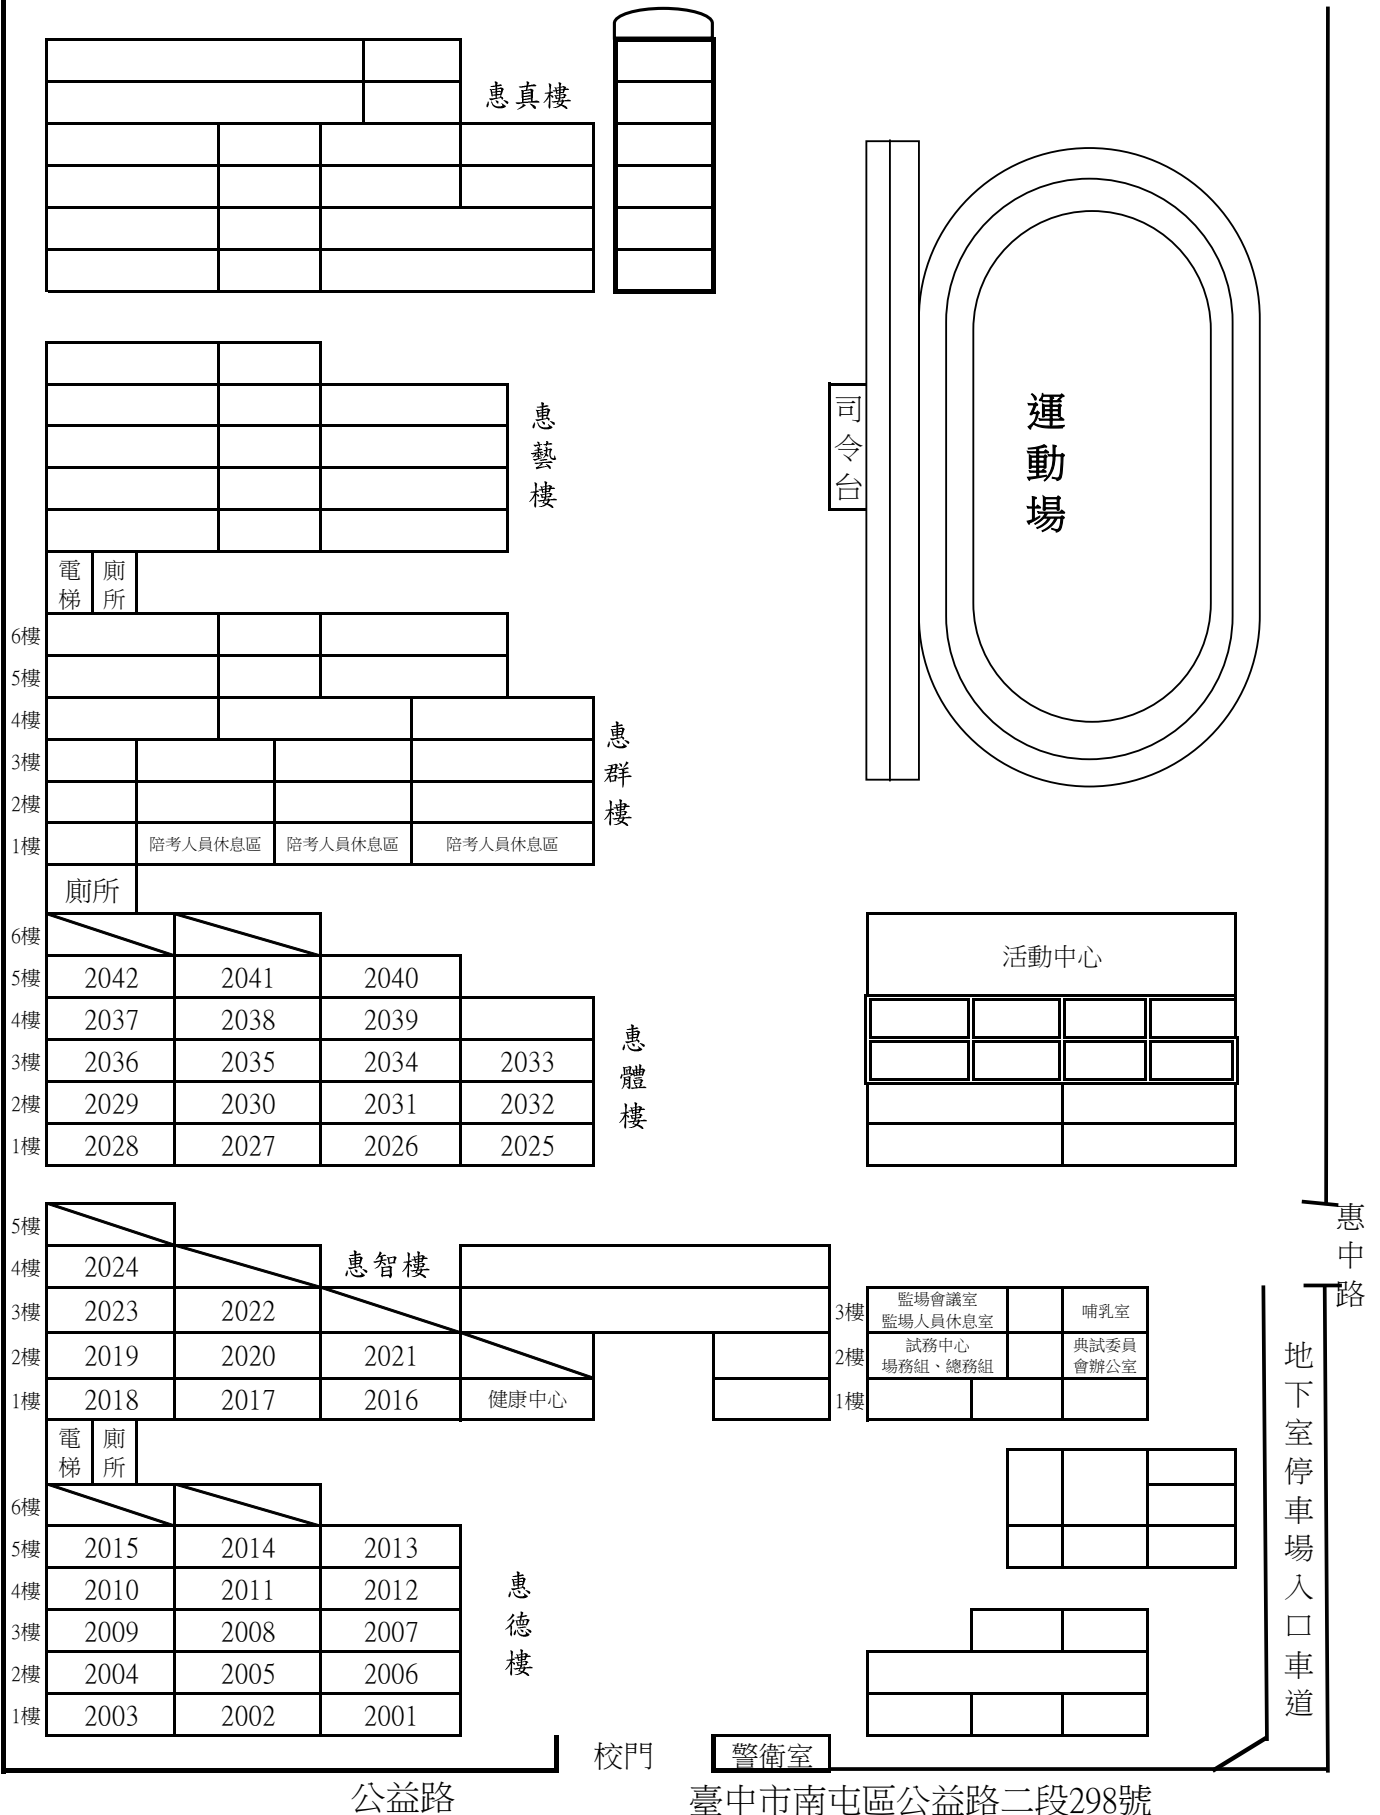 惠真樓
惠藝樓
司令台
運動場
電梯 廁所
6樓
5樓
4樓
3樓
2樓
1樓 陪考人員休息區 陪考人員休息區 陪考人員休息區
惠群樓
廁所
6樓
5樓 2042 2041 2040
4樓 2037 2038 2039
3樓 2036 2035 2034 2033
2樓 2029 2030 2031 2032
1樓 2028 2027 2026 2025
惠體樓
活動中心
5樓
4樓 2024
惠智樓
3樓 2023 2022
2樓 2019 2020 2021
1樓 2018 2017 2016 健康中心
3樓 監場會議室
監場人員休息室
哺乳室
2樓 試務中心
場務組、總務組
典試委員
會辦公室
1樓
惠中路
地下室停車場入口車道
電梯 廁所
6樓
5樓 2015 2014 2013
4樓 2010 2011 2012
3樓 2009 2008 2007
2樓 2004 2005 2006
1樓 2003 2002 2001
惠德樓
校門
警衛室
公益路
臺中市南屯區公益路二段298號